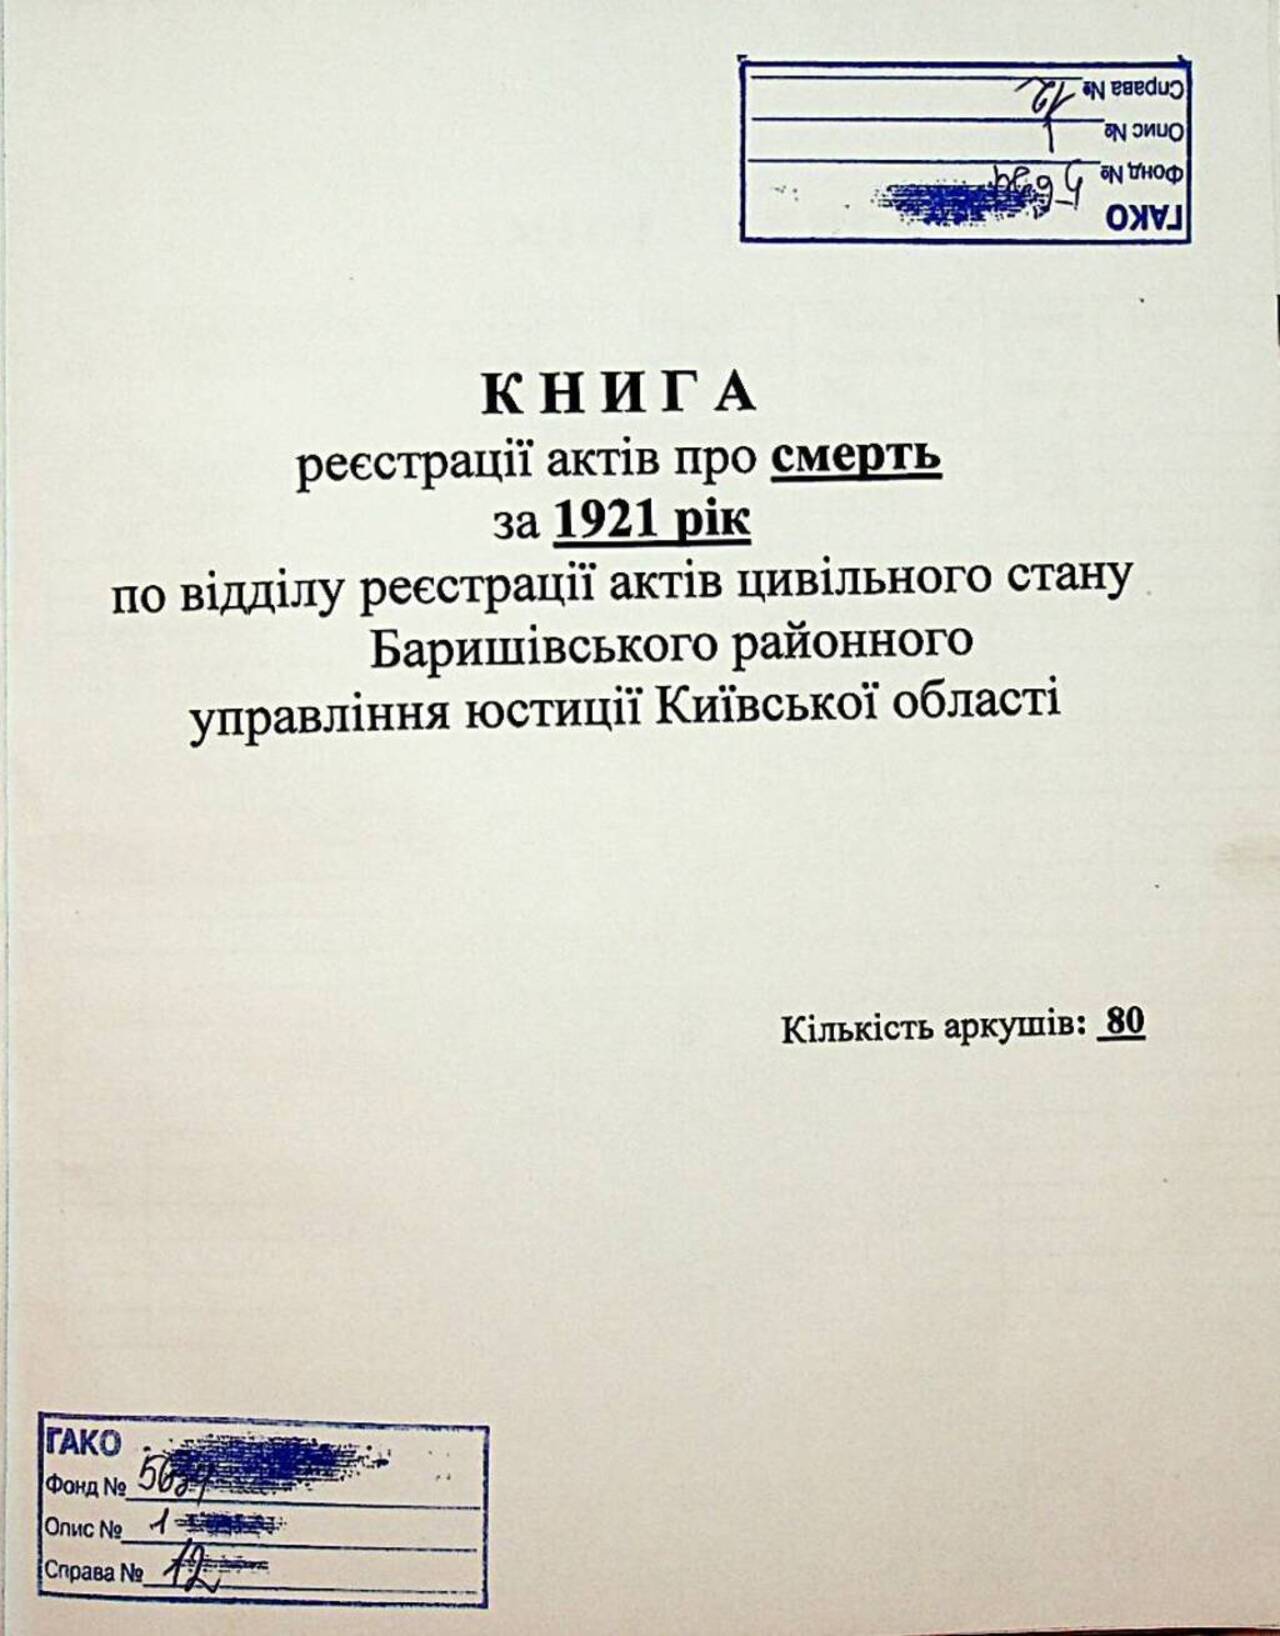 ГАКО
Фонд №
Опис № 1
Справа № 12
К Н И Г А
реєстрації актів про смерть
за 1921 рік
по відділу реєстрації актів цивільного стану
Баришівського районного
управління юстиції Київської області
Кількість аркушів: 80
ГАКО
Фонд №
Опис № 1
Справа № 12